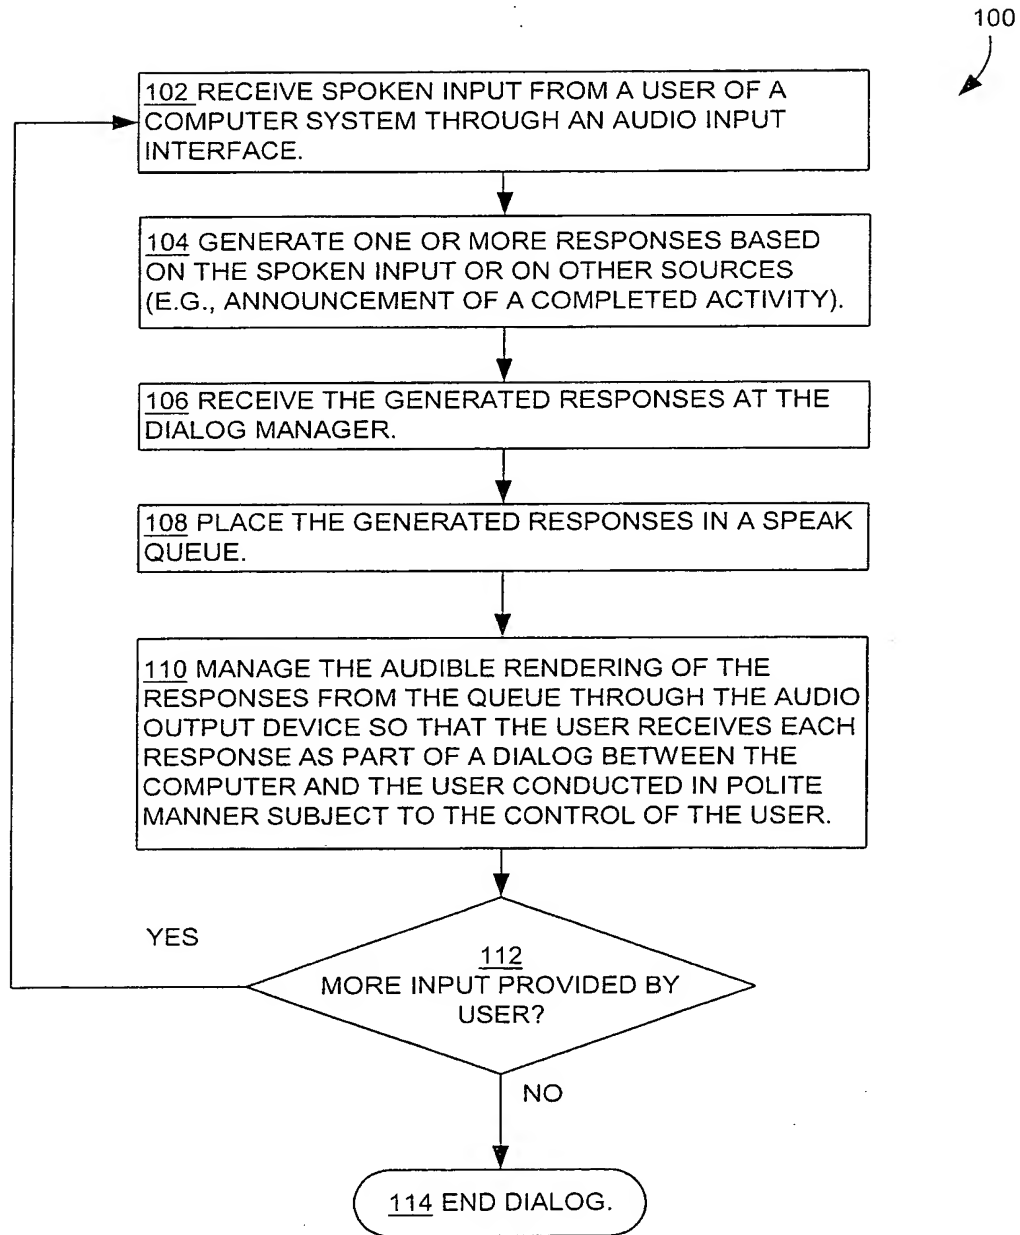 100
102 RECEIVE SPOKEN INPUT FROM A USER OF A
COMPUTER SYSTEM THROUGH AN AUDIO INPUT
INTERFACE.
104 GENERATE ONE OR MORE RESPONSES BASED
ON THE SPOKEN INPUT OR ON OTHER SOURCES
(E.G., ANNOUNCEMENT OF A COMPLETED ACTIVITY).
106 RECEIVE THE GENERATED RESPONSES AT THE
DIALOG MANAGER.
108 PLACE THE GENERATED RESPONSES IN A SPEAK
QUEUE.
110 MANAGE THE AUDIBLE RENDERING OF THE
RESPONSES FROM THE QUEUE THROUGH THE AUDIO
OUTPUT DEVICE SO THAT THE USER RECEIVES EACH
RESPONSE AS PART OF A DIALOG BETWEEN THE
COMPUTER AND THE USER CONDUCTED IN POLITE
MANNER SUBJECT TO THE CONTROL OF THE USER.
YES
112
MORE INPUT PROVIDED BY
USER?
NO
114 END DIALOG.